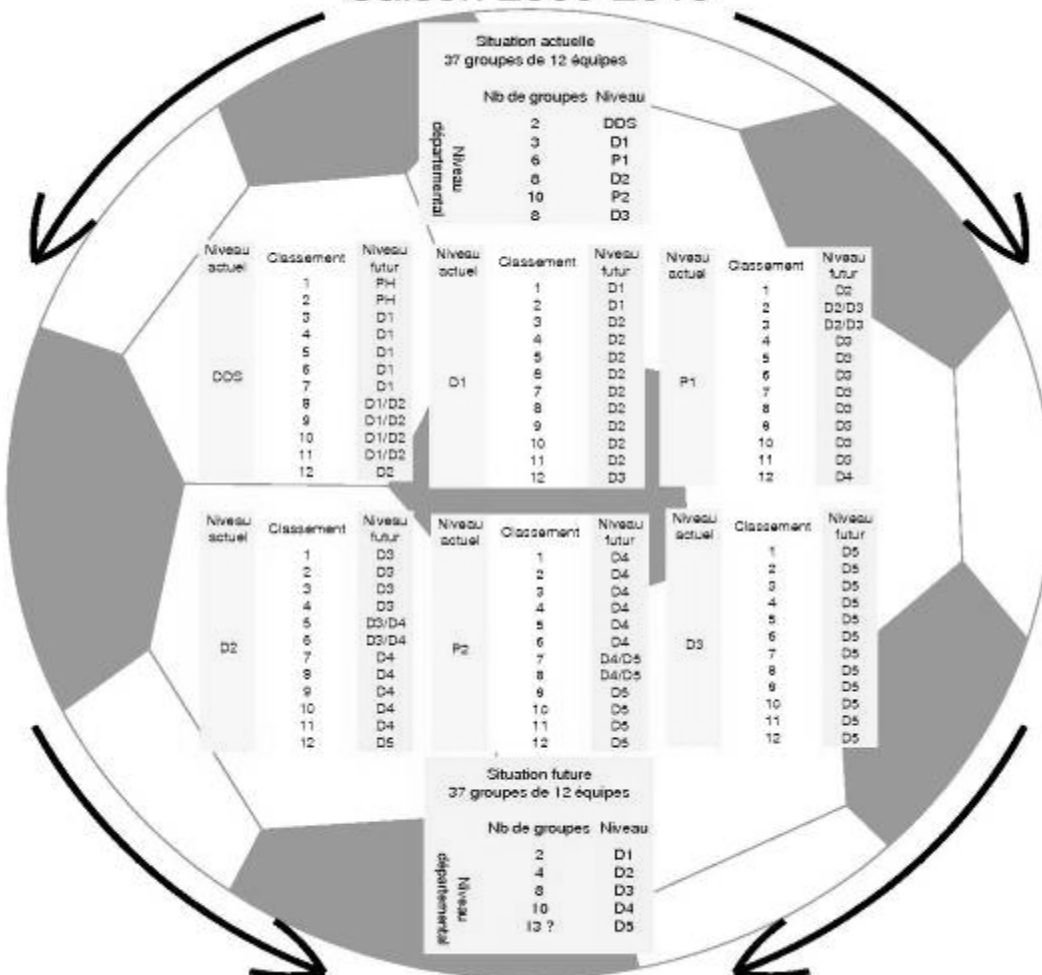 Situation actuelle
37 groupes de 12 équipes
Nb de groupes Niveau
Niveau départemental
2 DDS
3 D1
6 P1
8 D2
10 P2
8 D3
Niveau actuel Classement Niveau futur
DDS
1 PH
2 PH
3 D1
4 D1
5 D1
6 D1
7 D1
8 D1/D2
9 D1/D2
10 D1/D2
11 D1/D2
12 D2
Niveau actuel Classement Niveau futur
D1
1 D1
2 D1
3 D2
4 D2
5 D2
6 D2
7 D2
8 D2
9 D2
10 D2
11 D2
12 D3
Niveau actuel Classement Niveau futur
P1
1 D2
2 D2/D3
3 D2/D3
4 D3
5 D3
6 D3
7 D3
8 D3
9 D3
10 D3
11 D3
12 D4
Niveau actuel Classement Niveau futur
D2
1 D3
2 D3
3 D3
4 D3
5 D3/D4
6 D3/D4
7 D4
8 D4
9 D4
10 D4
11 D4
12 D5
Niveau actuel Classement Niveau futur
P2
1 D4
2 D4
3 D4
4 D4
5 D4
6 D4
7 D4/D5
8 D4/D5
9 D5
10 D5
11 D5
12 D5
Niveau actuel Classement Niveau futur
D3
1 D5
2 D5
3 D5
4 D5
5 D5
6 D5
7 D5
8 D5
9 D5
10 D5
11 D5
12 D5
Situation future
37 groupes de 12 équipes
Nb de groupes Niveau
Niveau départemental
2 D1
4 D2
8 D3
10 D4
13 ? D5